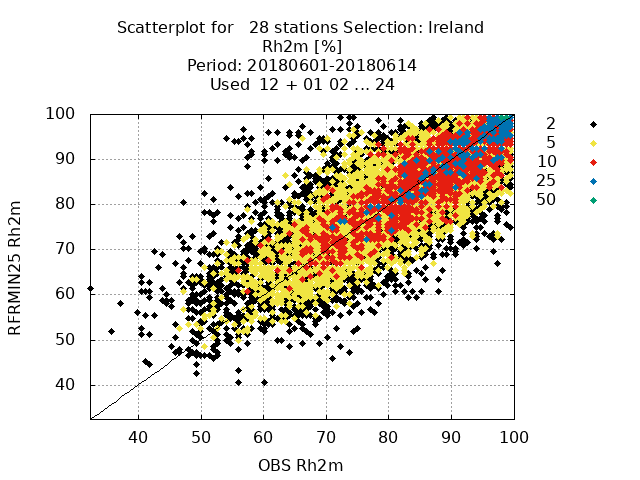 Scatterplot for   28 stations Selection: Ireland
Rh2m [%]
Period: 20180601-20180614
Used  12 + 01 02 ... 24
100
90
80
70
60
50
40
RFRMIN25 Rh2m
40 50 60 70 80 90 100
OBS Rh2m
2
5
10
25
50